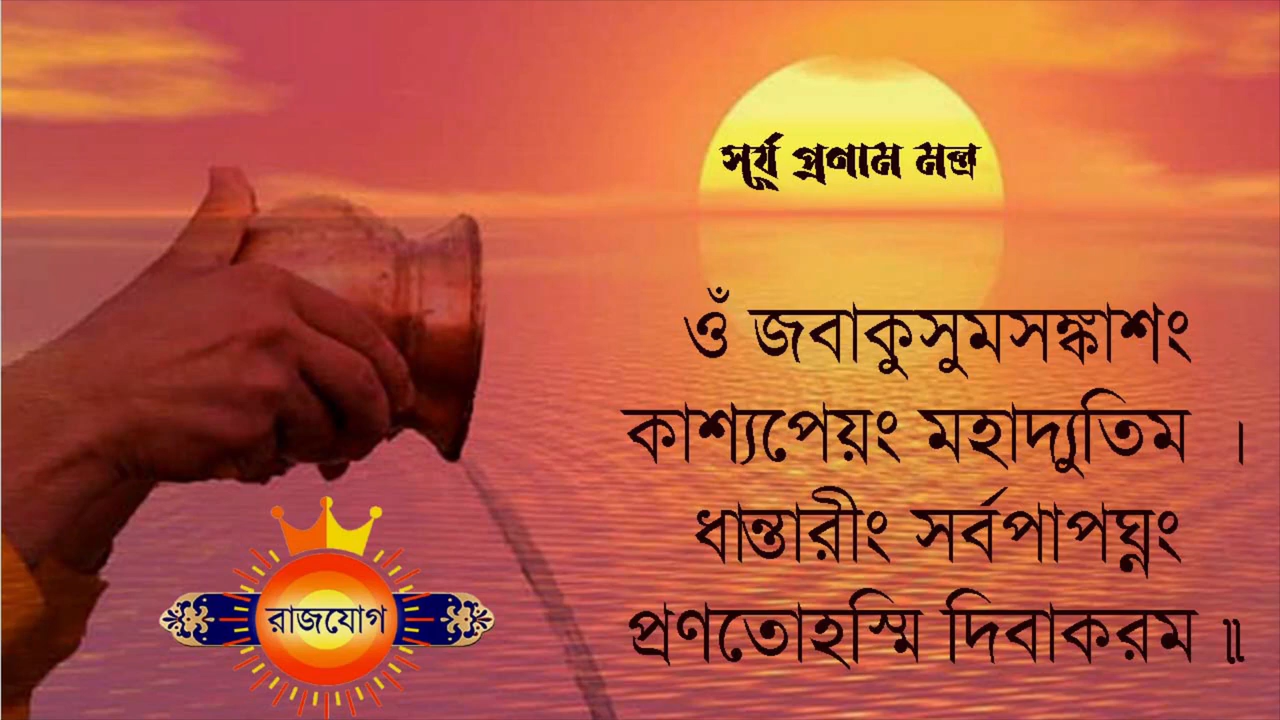 সূর্য প্রণাম মন্ত্র
ওঁ জবাকুসুমসঙ্কাশং
কাশ্যপেয়ং মহাদ্যুতিম ।
ধান্তারীং সর্বপাপঘ্নং
প্রণতোহস্মি দিবাকরম ॥
রাজযোগ